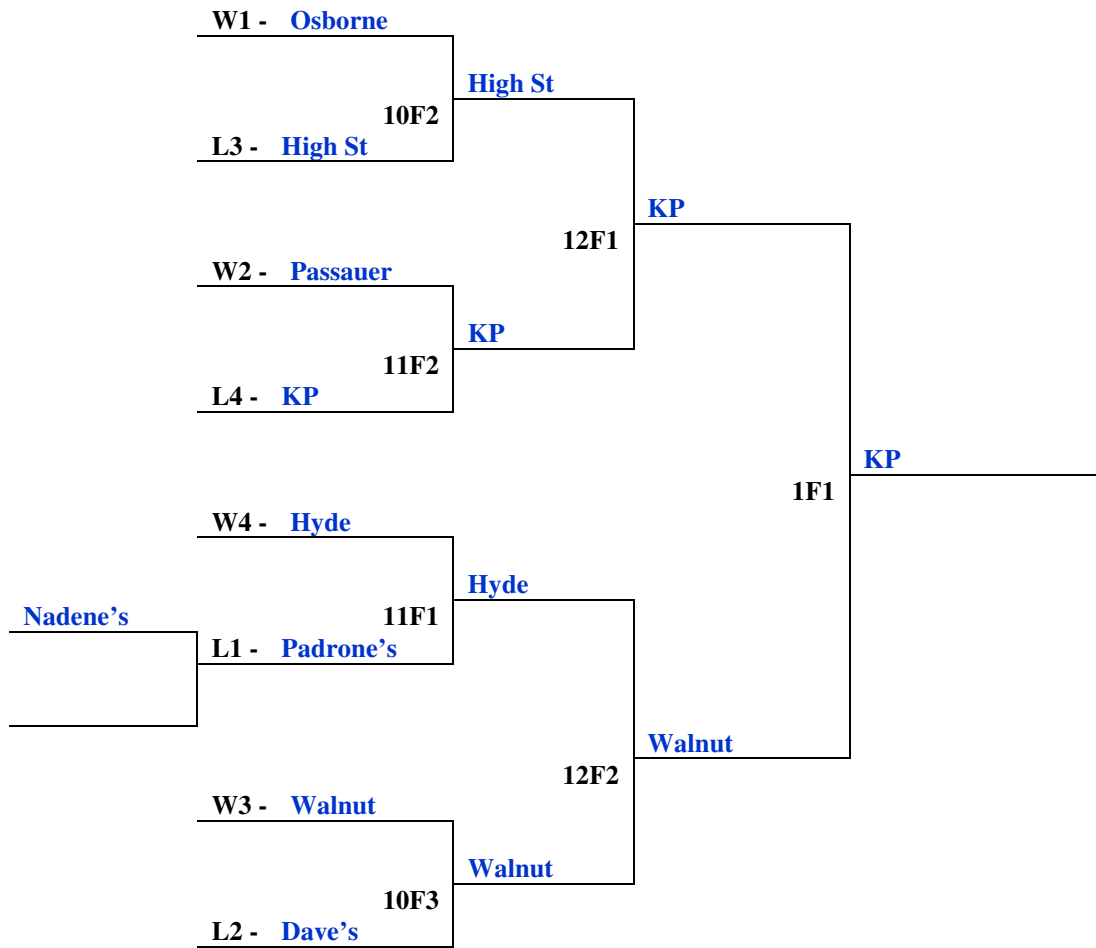 W1 - Osborne
High St
10F2
L3 - High St
KP
12F1
W2 - Passauer
KP
11F2
L4 - KP
KP
1F1
W4 - Hyde
Hyde
Nadene's
11F1
L1 - Padrone's
Walnut
12F2
W3 - Walnut
Walnut
10F3
L2 - Dave's